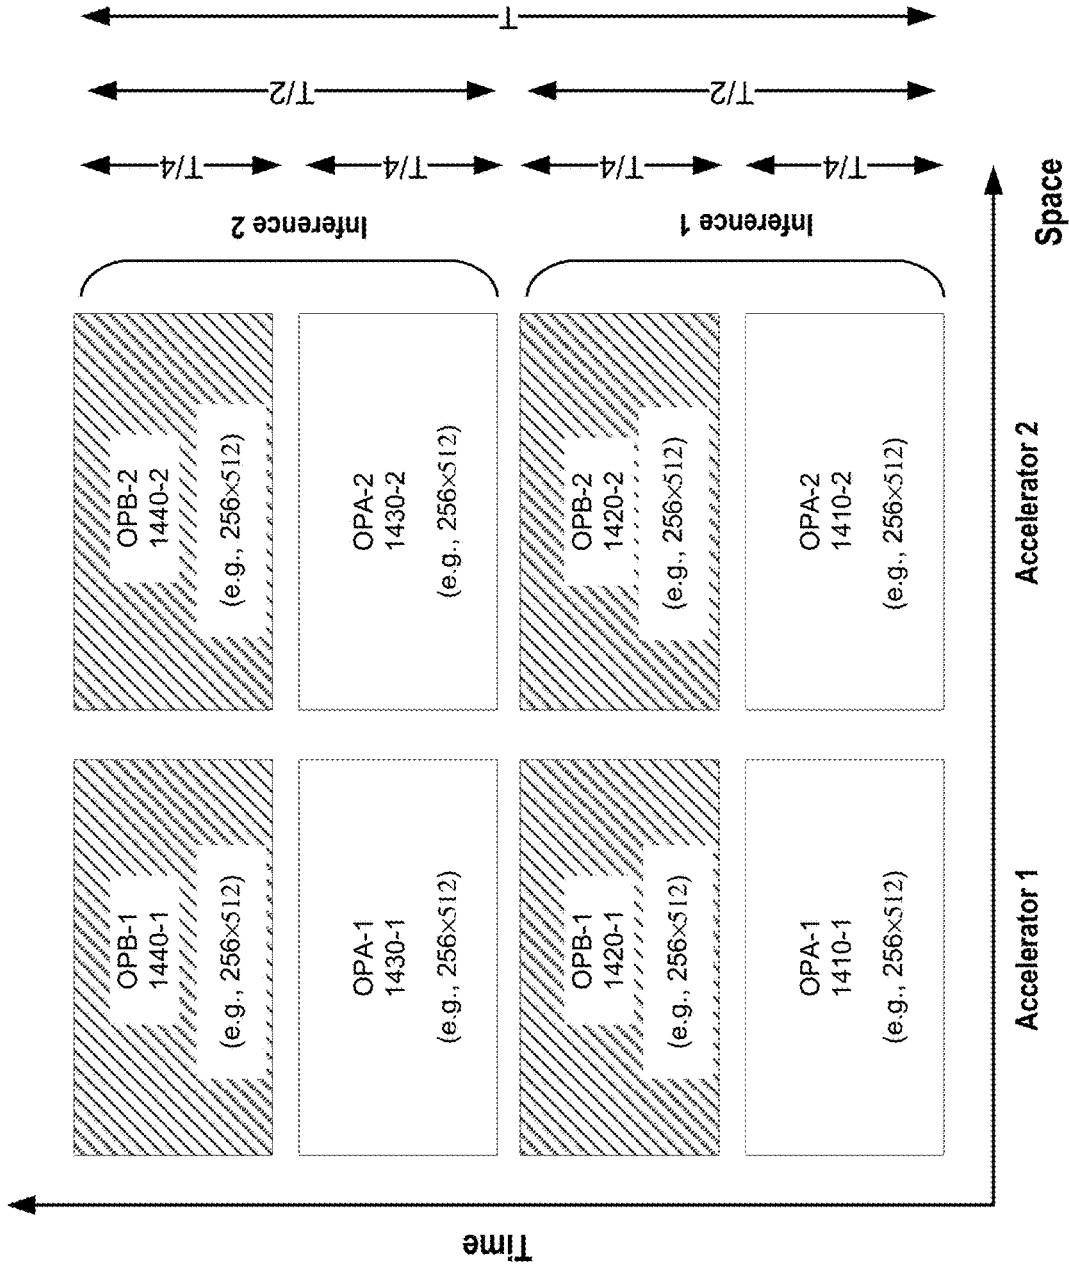 Time
OPB-1
1440-1
(e.g., 256×512)
OPB-2
1440-2
(e.g., 256×512)
Inference 2
T/4
T/2
T
OPA-1
1430-1
(e.g., 256×512)
OPA-2
1430-2
(e.g., 256×512)
T/4
OPB-1
1420-1
(e.g., 256×512)
OPB-2
1420-2
(e.g., 256×512)
Inference 1
T/4
T/2
OPA-1
1410-1
(e.g., 256×512)
OPA-2
1410-2
(e.g., 256×512)
T/4
Accelerator 1
Accelerator 2
Space